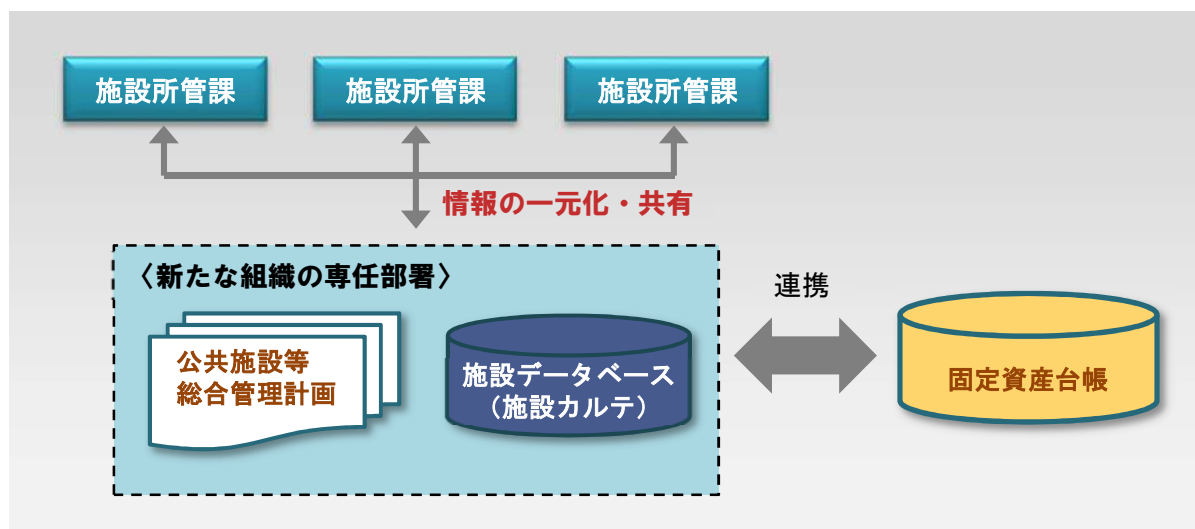 施設所管課
施設所管課
施設所管課
情報の一元化・共有
〈新たな組織の専任部署〉
公共施設等
総合管理計画
施設データベース
（施設カルテ）
連携
固定資産台帳